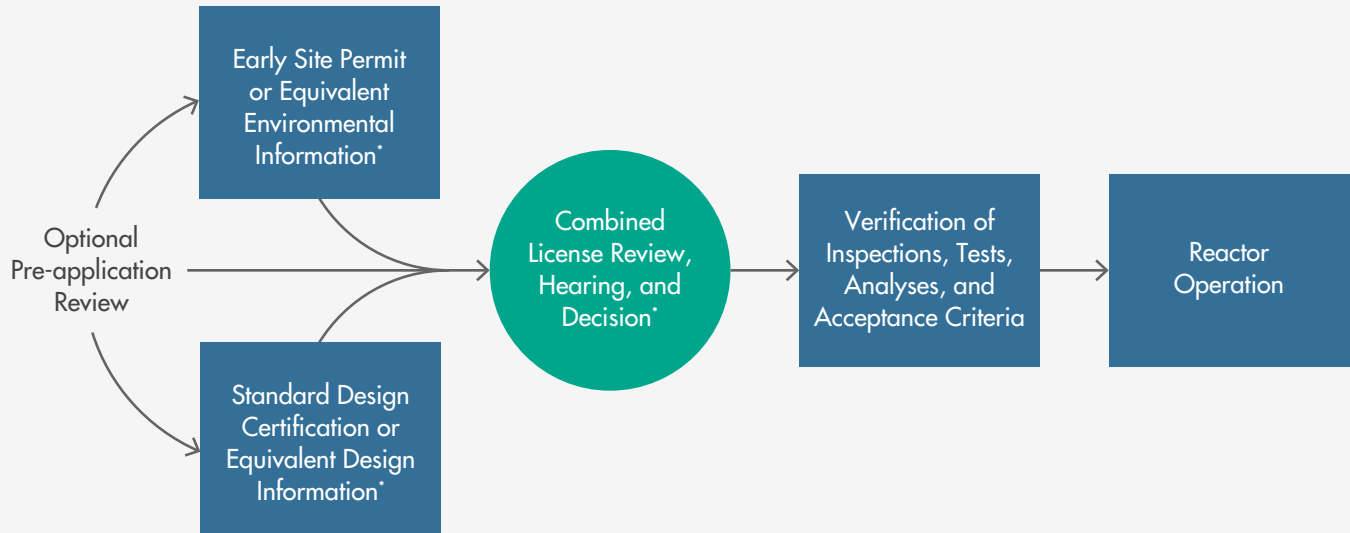 Early Site Permit
or Equivalent
Environmental
Information*
Optional
Pre-application
Review
Standard Design
Certification or
Equivalent Design
Information*
Combined
License Review,
Hearing, and
Decision*
Verification of
Inspections, Tests,
Analyses, and
Acceptance Criteria
Reactor
Operation